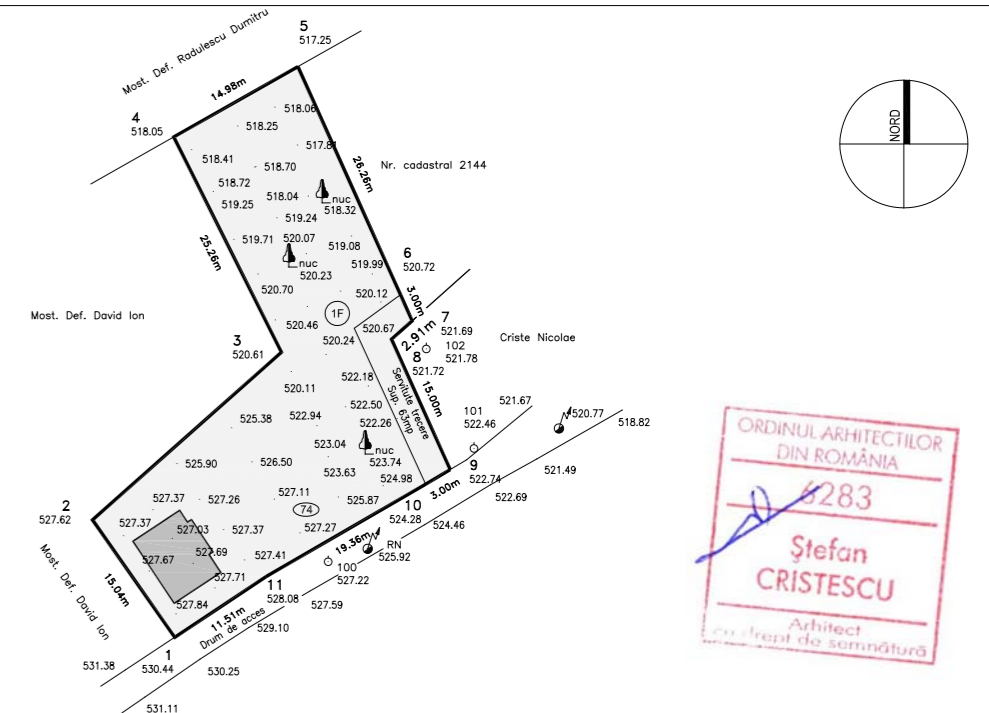 5
517.25
Most. Def. Radulescu Dumitru
14.98m
4
518.05
518.06
518.25
517.81
518.41
518.70
Nr. cadastral 2144
26.26m
NORD
518.72
518.04
nuc
519.25
518.32
519.24
519.71
520.07
519.08
25.26m
nuc
519.99
6
520.72
520.23
520.70
520.12
3.00m
1F
Most. Def. David Ion
520.46
520.67
7
521.69
2.91m
520.24
102
521.78
Criste Nicolae
3
520.61
8
521.72
522.18
520.11
15.00m
Servitute trecere
Sup. 63mp
522.50
521.67
525.38
522.94
522.26
101
522.46
520.77
518.82
nuc
523.04
523.74
525.90
526.50
523.63
524.98
9
522.74
521.49
3.00m
522.69
527.37
527.26
527.11
525.87
10
524.28
2
527.62
74
524.46
527.37
527.03
527.37
527.27
19.36m
RN
525.92
527.67
527.69
527.41
100
527.22
527.71
11
528.08
527.59
Most. Def. David Ion
15.04m
527.84
11.51m
Drum de acces
529.10
1
531.38
530.44
530.25
531.11
ORDINUL ARHITECTILOR
DIN ROMÂNIA
6283
Ştefan
CRISTESCU
Arhitect
cu drept de semnătură